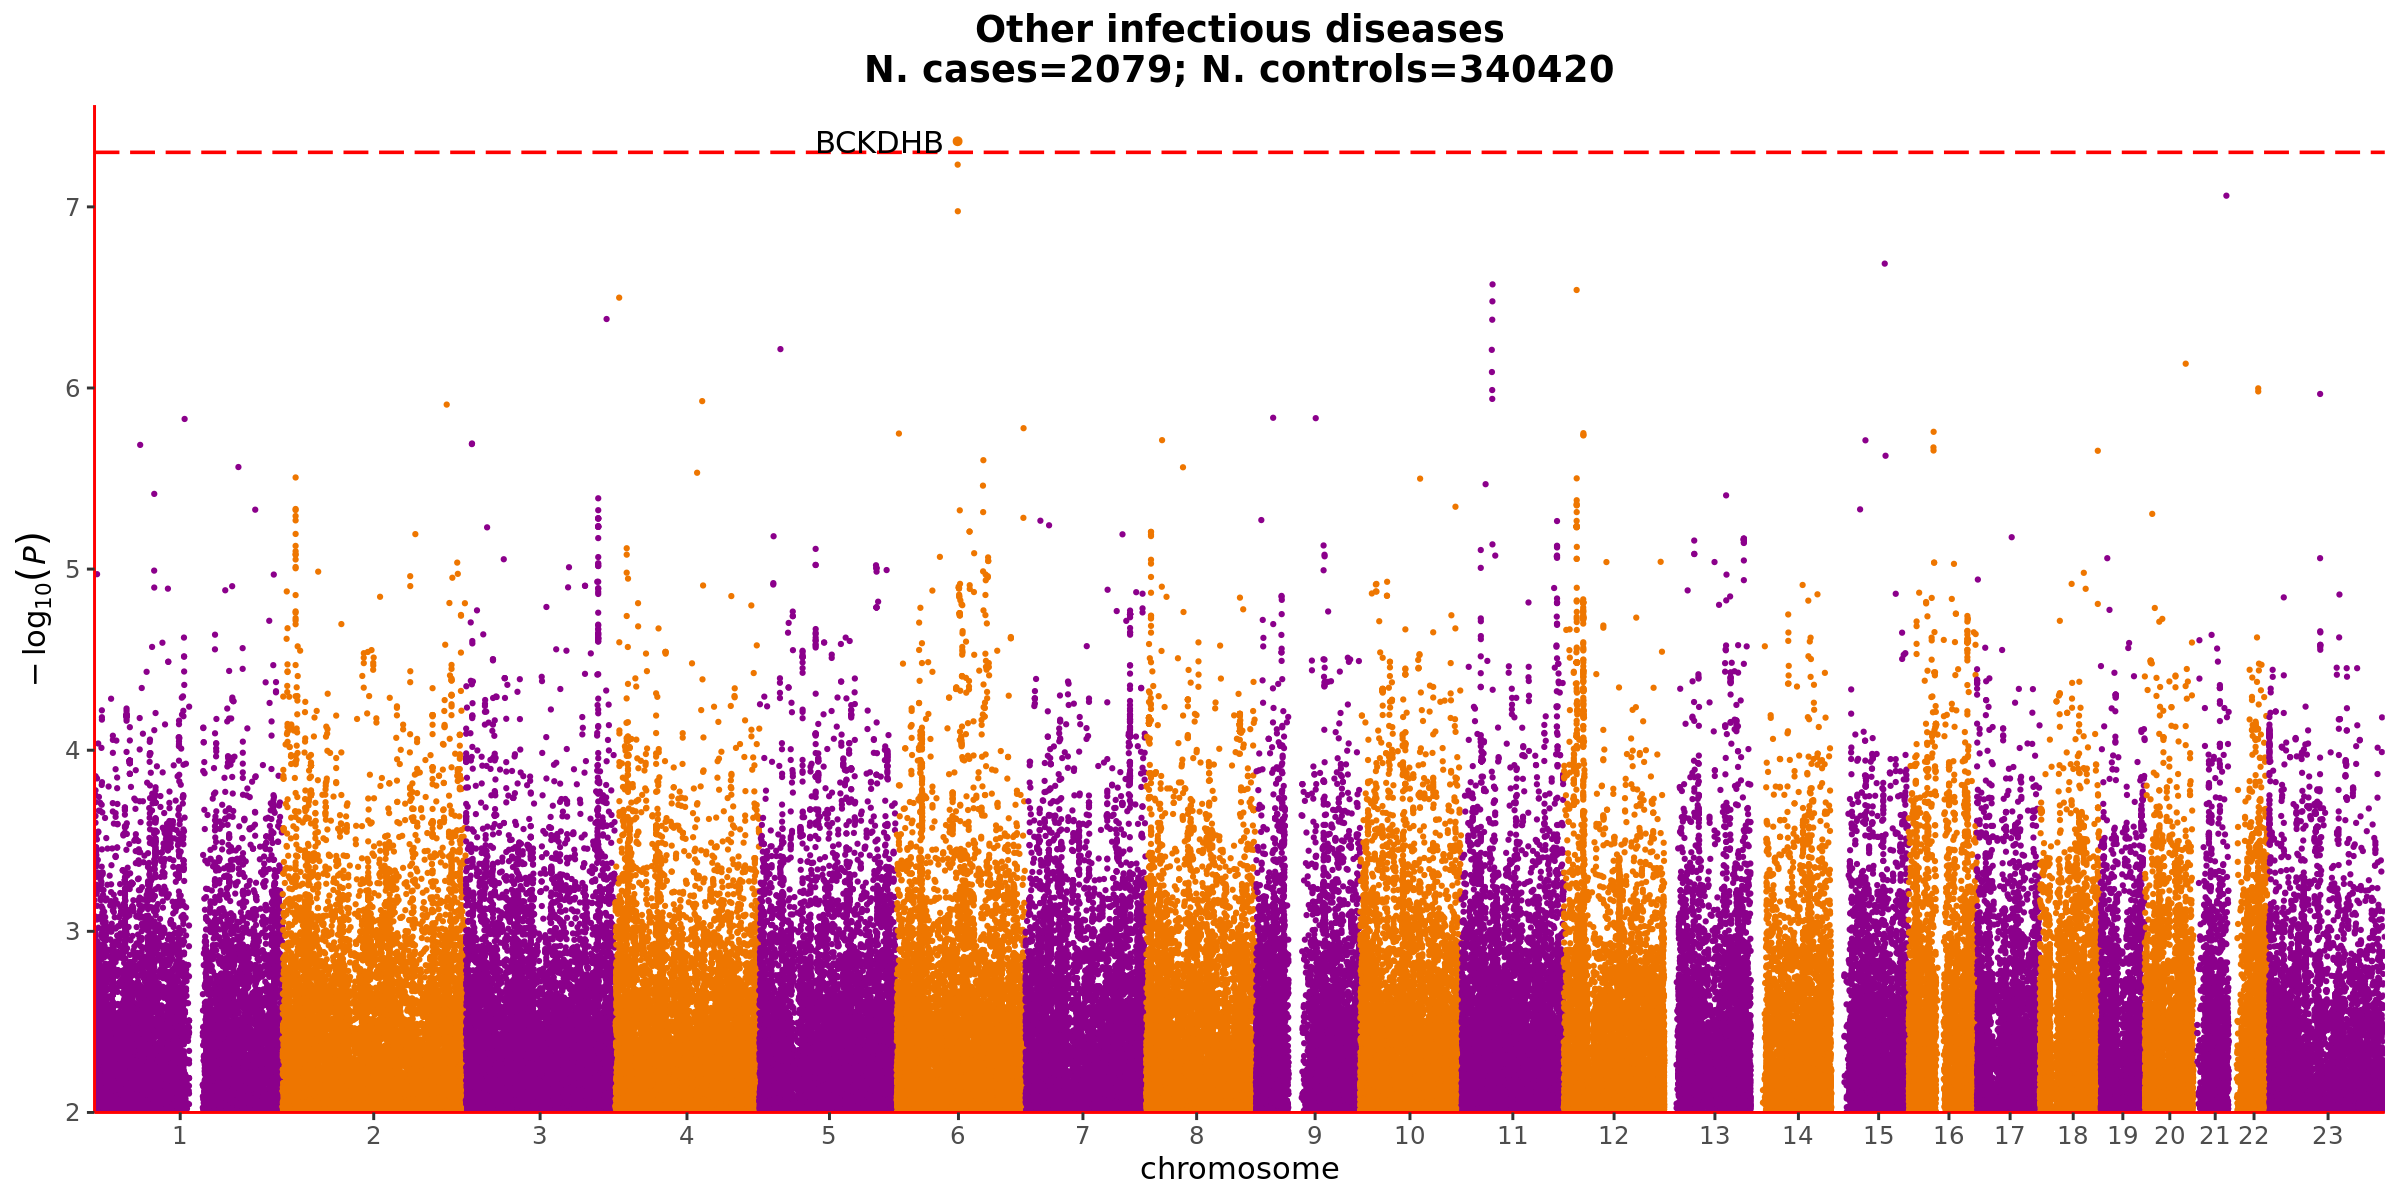 Other infectious diseases
N. cases=2079; N. controls=340420
BCKDHB
7
6
5
4
3
2
−log10(P)
1 2 3 4 5 6 7 8 9 10 11 12 13 14 15 16 17 18 19 20 21 22 23
chromosome